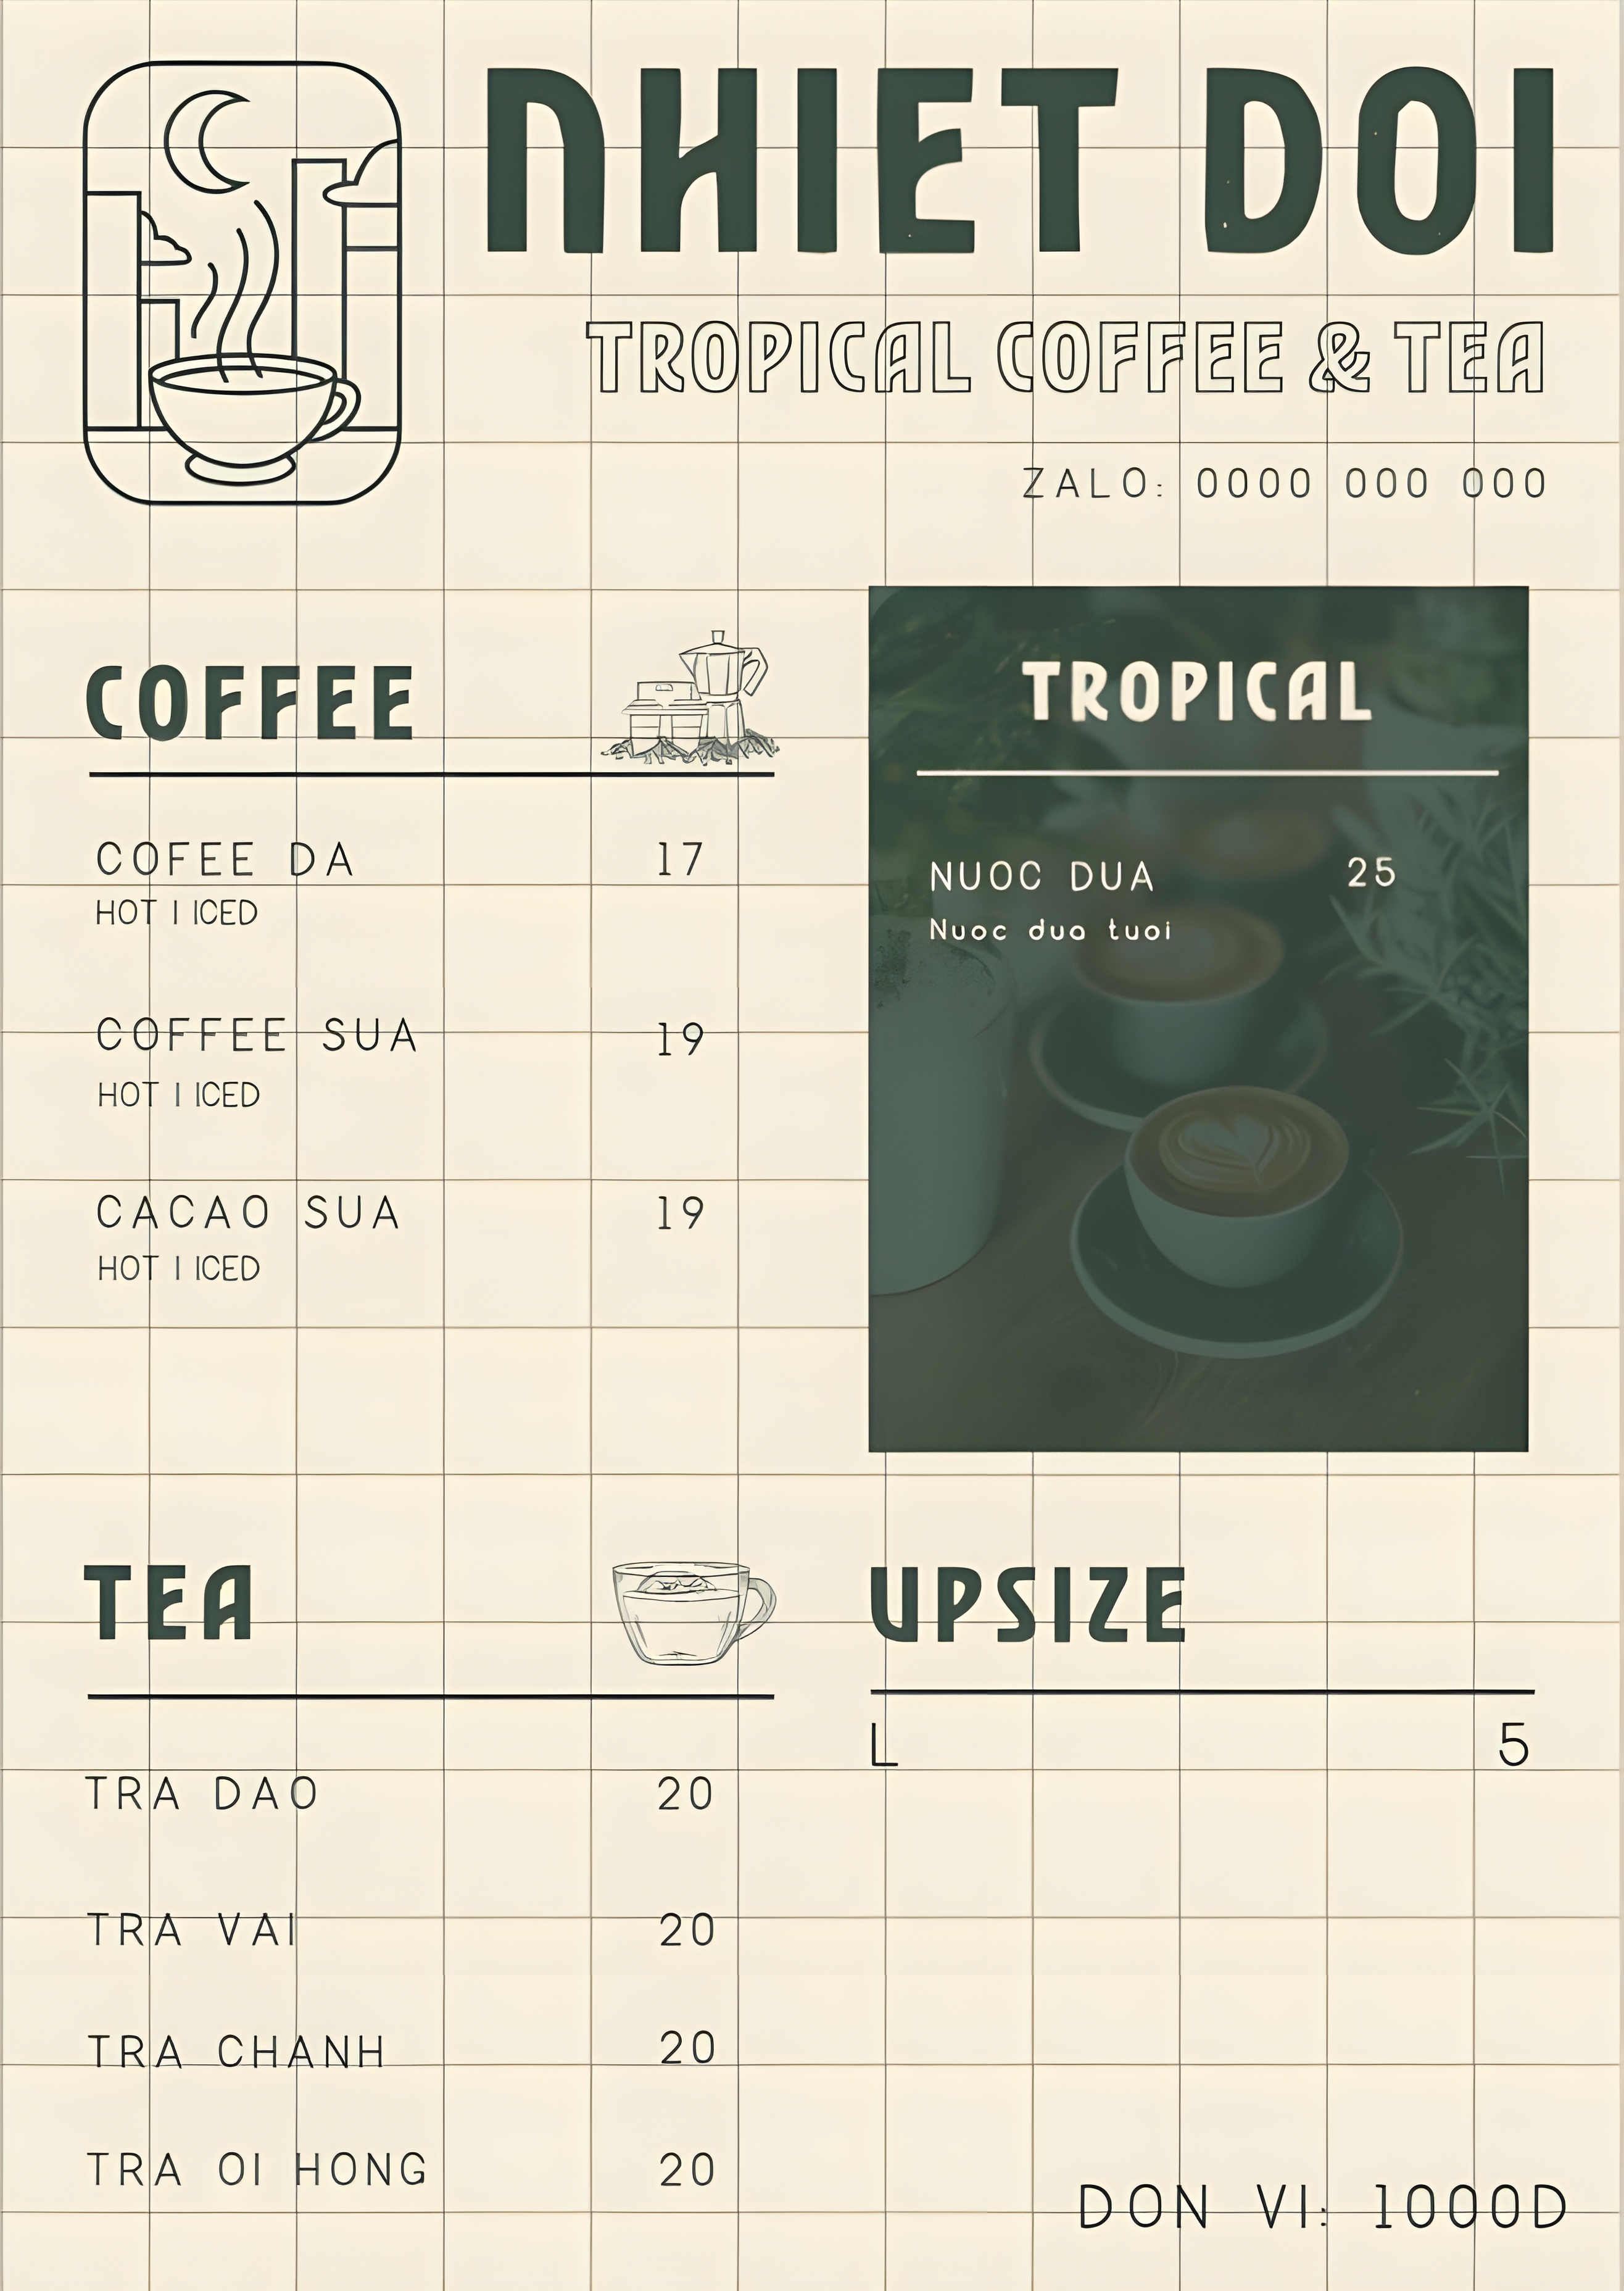 NHIET DOI
TROPICAL COFFEE & TEA
ZALO: 0000 000 000
COFFEE
COFEE DA 17
HOT I ICED
COFFEE SUA 19
HOT I ICED
CACAO SUA 19
HOT I ICED
TROPICAL
NUOC DUA 25
Nuoc dua tuoi
TEA
TRA DAO 20
TRA VAI 20
TRA CHANH 20
TRA OI HONG 20
UPSIZE
L 5
DON VI: 1000D